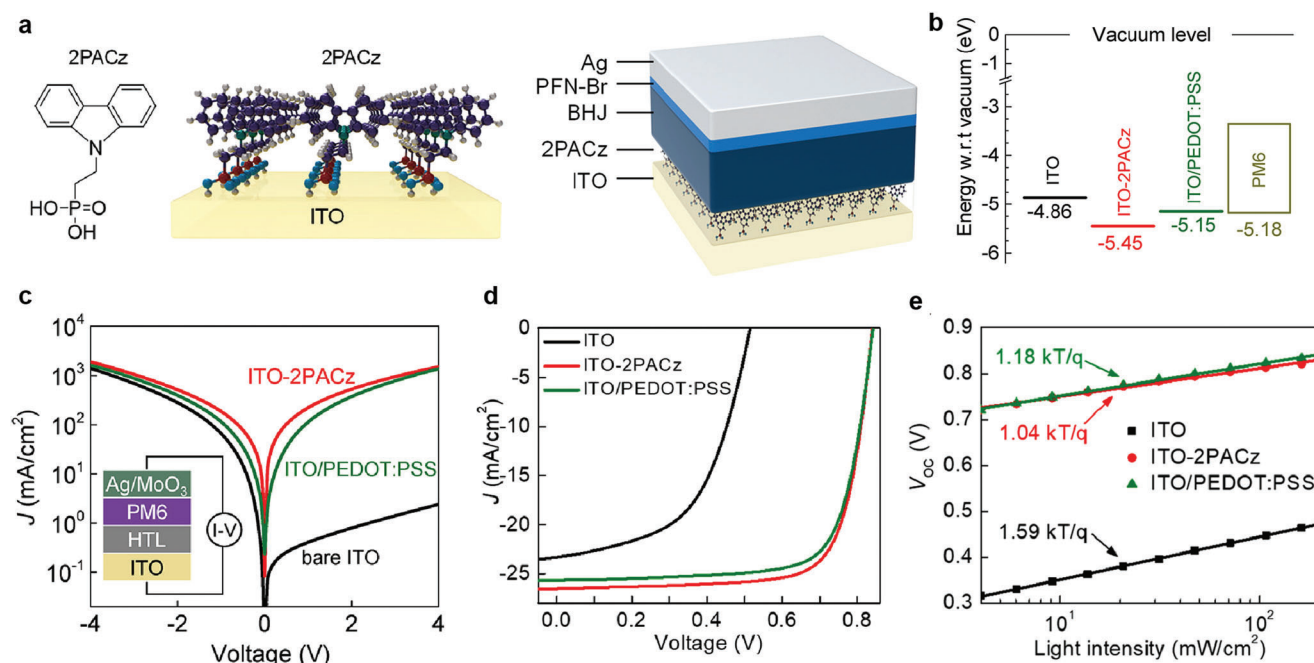 a
2PACz
N
HO-P=O
OH
2PACz
ITO
Ag
PFN-Br
BHJ
2PACz
ITO
b
Energy w.r.t vacuum (eV)
0
-1
-3
-4
-5
-6
Vacuum level
ITO
-4.86
ITO-2PACz
-5.45
ITO/PEDOT:PSS
-5.15
PM6
-5.18
c
J (mA/cm²)
10⁴
10³
10²
10¹
10⁰
10⁻¹
ITO-2PACz
ITO/PEDOT:PSS
bare ITO
Ag/MoO₃
PM6
HTL
ITO
I-V
-4 -2 0 2 4
Voltage (V)
d
J (mA/cm²)
0
-5
-10
-15
-20
-25
ITO
ITO-2PACz
ITO/PEDOT:PSS
0.0 0.2 0.4 0.6 0.8
Voltage (V)
e
V_OC (V)
0.9
0.8
0.7
0.6
0.5
0.4
0.3
1.18 kT/q
1.04 kT/q
ITO
ITO-2PACz
ITO/PEDOT:PSS
1.59 kT/q
10¹ 10²
Light intensity (mW/cm²)